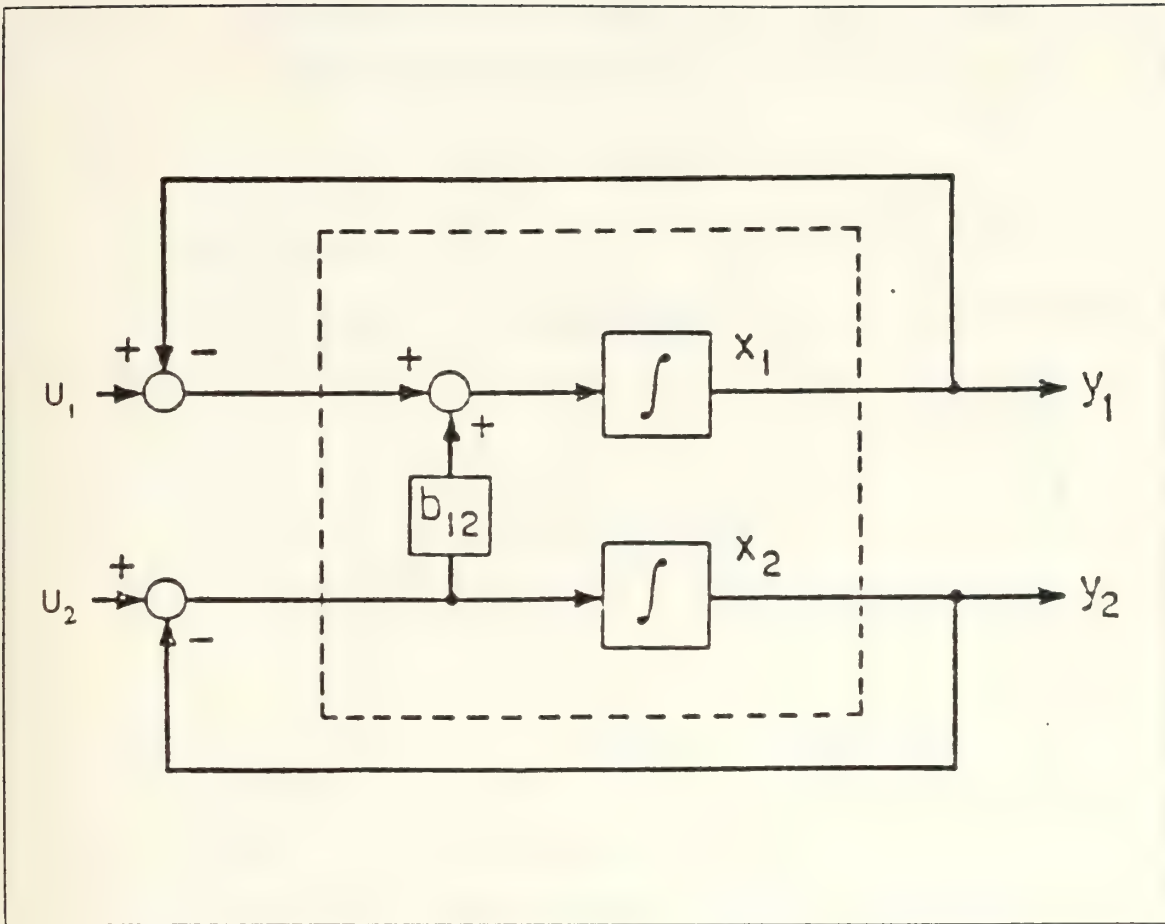 + −
U₁
+
+
∫
x₁
y₁
b₁₂
+
U₂
−
∫
x₂
y₂